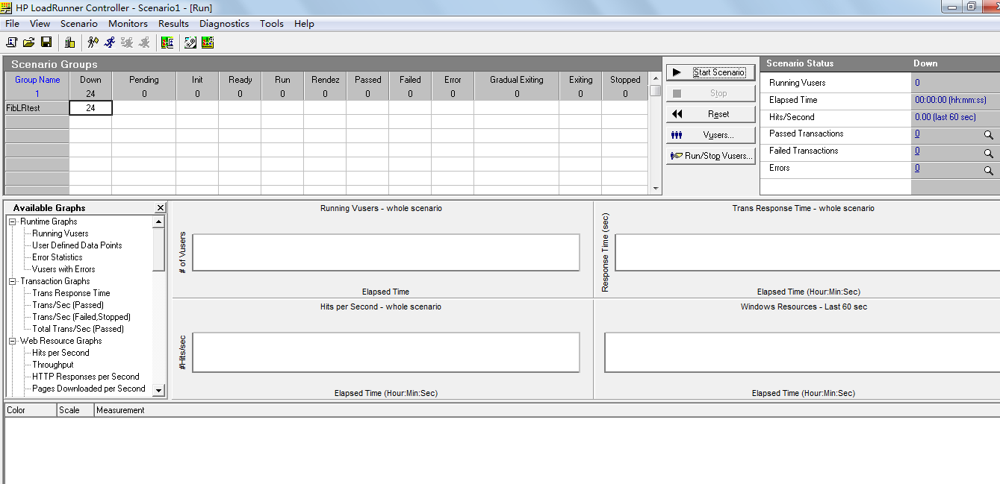 HP LoadRunner Controller - Scenario1 - [Run]
File View Scenario Monitors Results Diagnostics Tools Help
Scenario Groups
Group Name Down Pending Init Ready Run Rendez Passed Failed Error Gradual Exiting Exiting Stopped
1 24 0 0 0 0 0 0 0 0 0 0 0
FibLRtest 24
Start Scenario
Stop
Reset
Vusers...
Run/Stop Vusers...
Scenario Status Down
Running Vusers 0
Elapsed Time 00:00:00 (hh:mm:ss)
Hits/Second 0.00 (last 60 sec)
Passed Transactions 0
Failed Transactions 0
Errors 0
Available Graphs
Runtime Graphs
Running Vusers
User Defined Data Points
Error Statistics
Vusers with Errors
Transaction Graphs
Trans Response Time
Trans/Sec (Passed)
Trans/Sec (Failed,Stopped)
Total Trans/Sec (Passed)
Web Resource Graphs
Hits per Second
Throughput
HTTP Responses per Second
Pages Downloaded per Second
Running Vusers - whole scenario
# of Vusers
Elapsed Time
Trans Response Time - whole scenario
Response Time (sec)
Elapsed Time (Hour:Min:Sec)
Hits per Second - whole scenario
#Hits/sec
Elapsed Time (Hour:Min:Sec)
Windows Resources - Last 60 sec
Elapsed Time (Hour:Min:Sec)
Color Scale Measurement